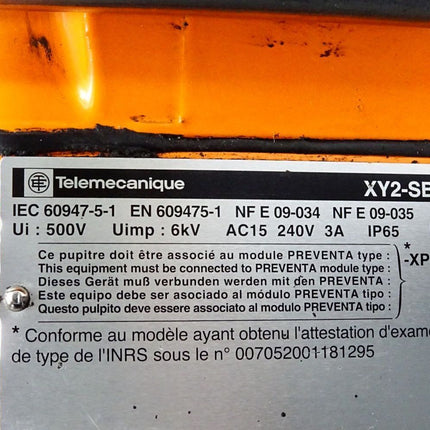 Telemecanique XY2-SE
IEC 60947-5-1 EN 609475-1 NF E 09-034 NF E 09-035
Ui : 500V Uimp : 6kV AC15 240V 3A IP65
Ce pupitre doit être associé au module PREVENTA type :
This equipment must be connected to PREVENTA module type : *-XP
Dieses Gerät muß verbunden werden mit den PREVENTA :
Este equipo debe ser asociado al módulo PREVENTA tipo :
Questo pulpito deve essere associato al modulo PREVENTA tipo :
* Conforme au modèle ayant obtenu l'attestation d'exame
de type de l'INRS sous le n° 007052001181295